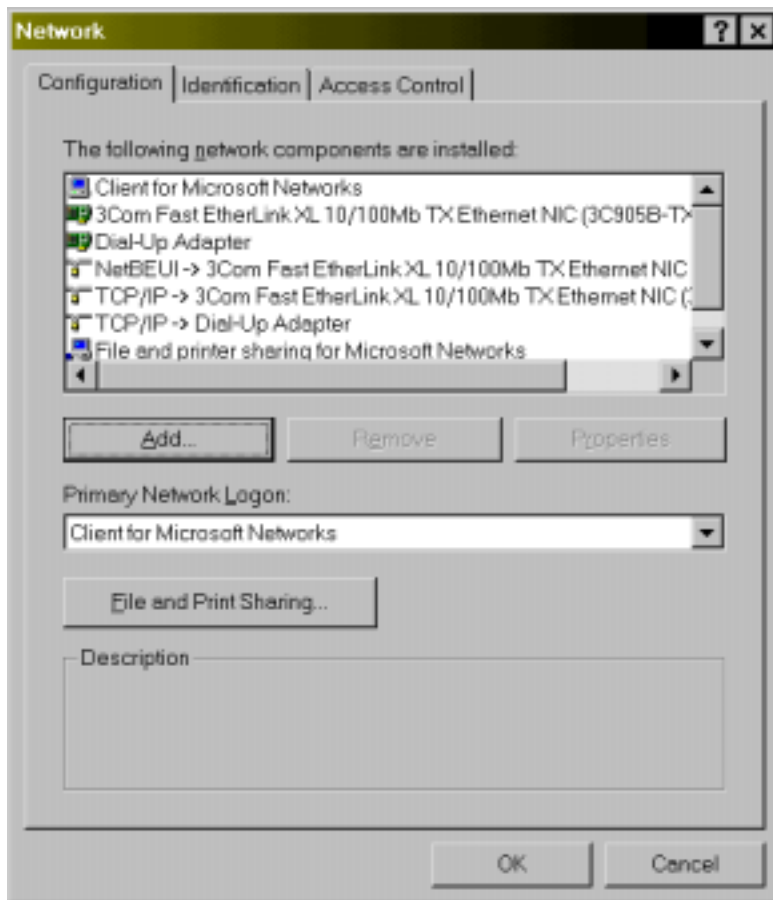 Network
Configuration Identification Access Control
The following network components are installed:
Client for Microsoft Networks
3Com Fast EtherLink XL 10/100Mb TX Ethernet NIC (3C905B-TX
Dial-Up Adapter
NetBEUI -> 3Com Fast EtherLink XL 10/100Mb TX Ethernet NIC
TCP/IP -> 3Com Fast EtherLink XL 10/100Mb TX Ethernet NIC (3
TCP/IP -> Dial-Up Adapter
File and printer sharing for Microsoft Networks
Add... Remove Properties
Primary Network Logon:
Client for Microsoft Networks
File and Print Sharing...
Description
OK Cancel